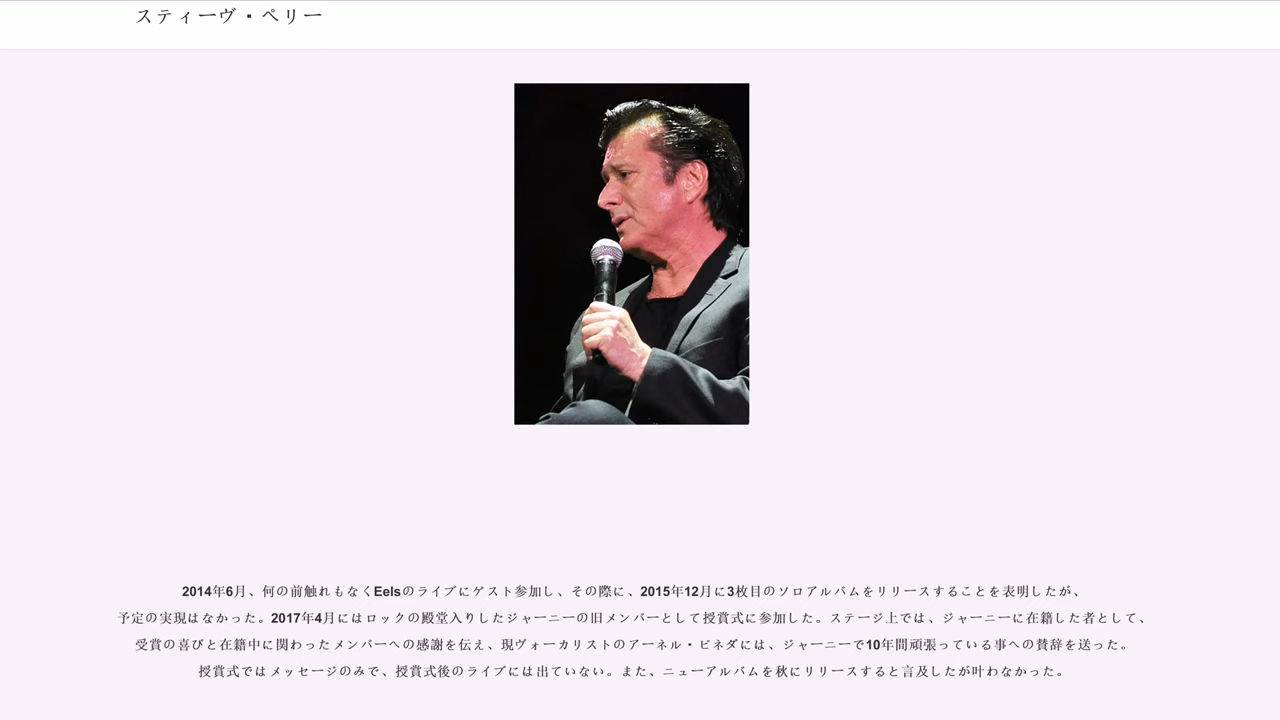 スティーヴ・ペリー
2014年6月、何の前触れもなくEelsのライブにゲスト参加し、その際に、2015年12月に3枚目のソロアルバムをリリースすることを表明したが、
予定の実現はなかった。2017年4月にはロックの殿堂入りしたジャーニーの旧メンバーとして授賞式に参加した。ステージ上では、ジャーニーに在籍した者として、
受賞の喜びと在籍中に関わったメンバーへの感謝を伝え、現ヴォーカリストのアーネル・ピネダには、ジャーニーで10年間頑張っている事への賛辞を送った。
授賞式ではメッセージのみで、授賞式後のライブには出ていない。また、ニューアルバムを秋にリリースすると言及したが叶わなかった。